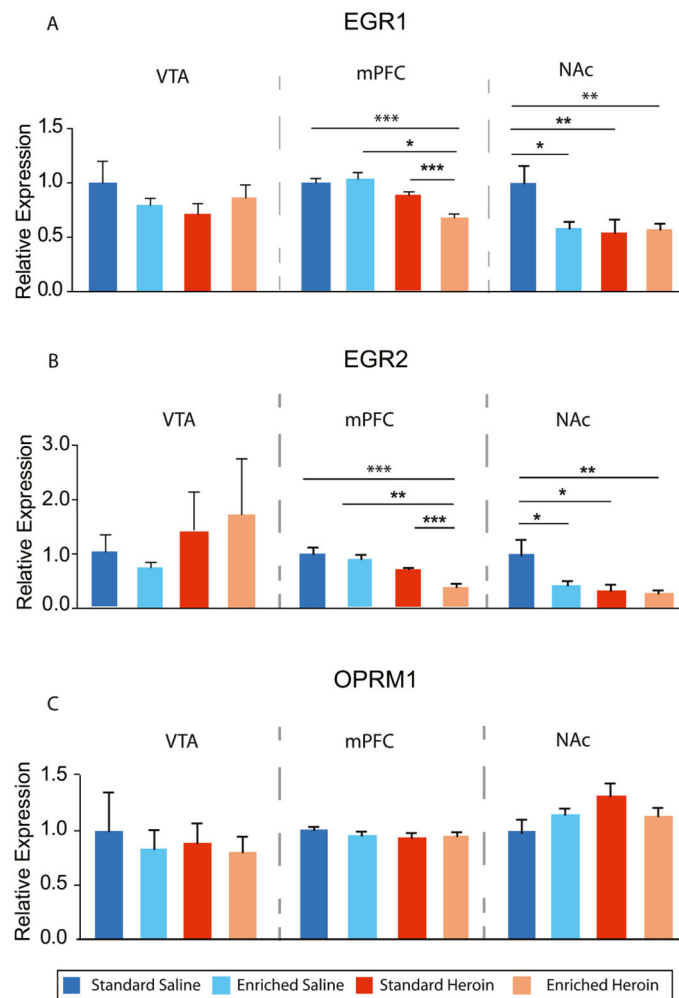 A EGR1
VTA mPFC NAc
Relative Expression
1.5
1.0
0.5
0.0
*** * ***
** ** *
B EGR2
VTA mPFC NAc
Relative Expression
3.0
2.0
1.0
0.0
*** ** ***
** * *
OPRM1
C
VTA mPFC NAc
Relative Expression
1.5
1.0
0.5
0.0
Standard Saline Enriched Saline Standard Heroin Enriched Heroin